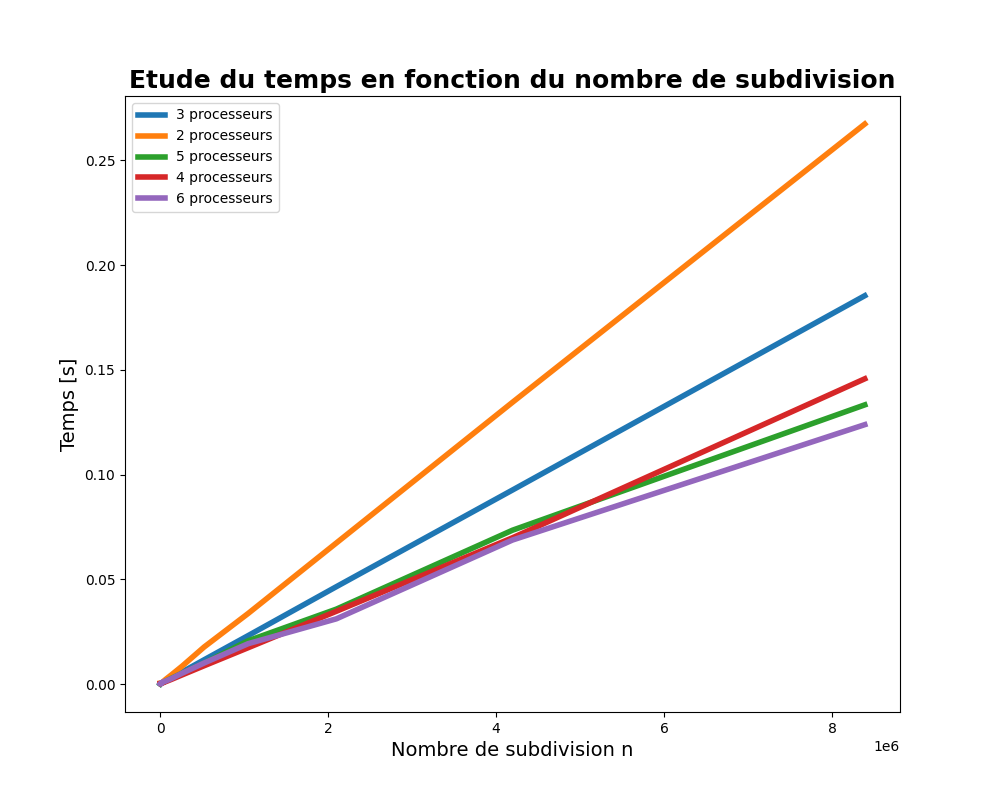 Etude du temps en fonction du nombre de subdivision
3 processeurs
2 processeurs
5 processeurs
4 processeurs
6 processeurs
0.25
0.20
0.15
0.10
0.05
0.00
Temps [s]
0 2 4 6 8
1e6
Nombre de subdivision n